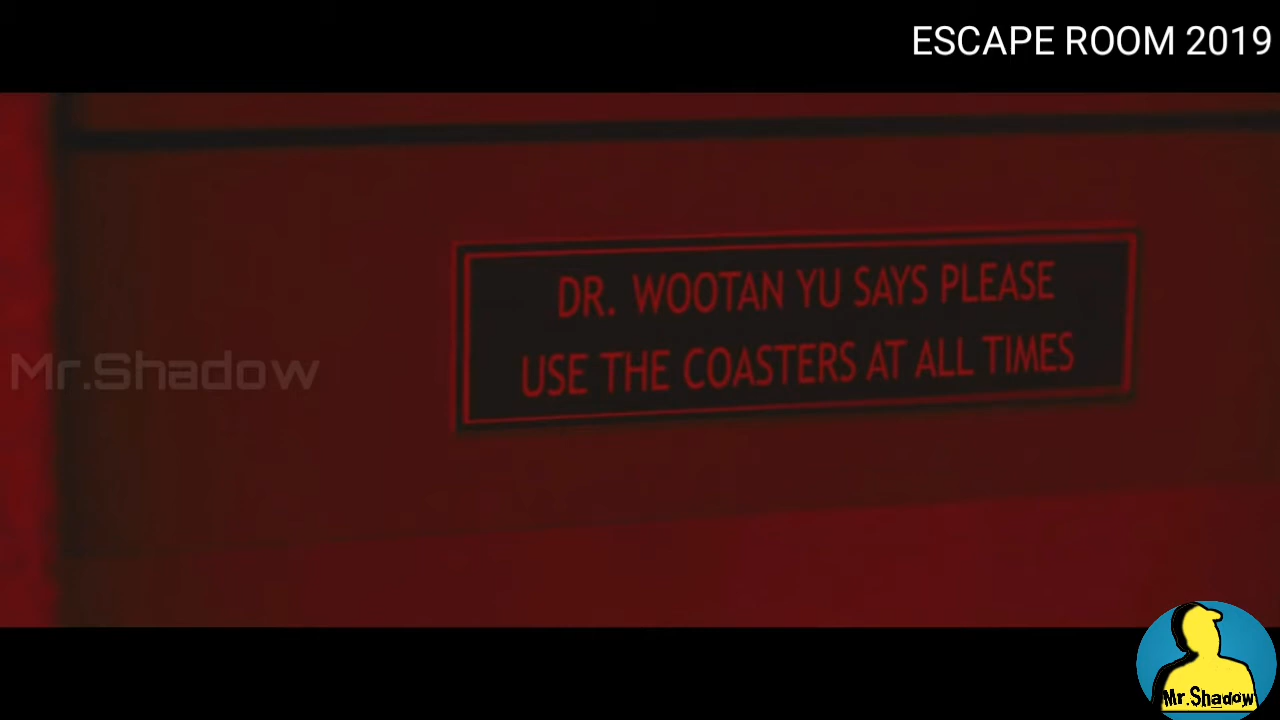 ESCAPE ROOM 2019
DR. WOOTAN YU SAYS PLEASE
USE THE COASTERS AT ALL TIMES
Mr.Shadow
Mr.Shadow